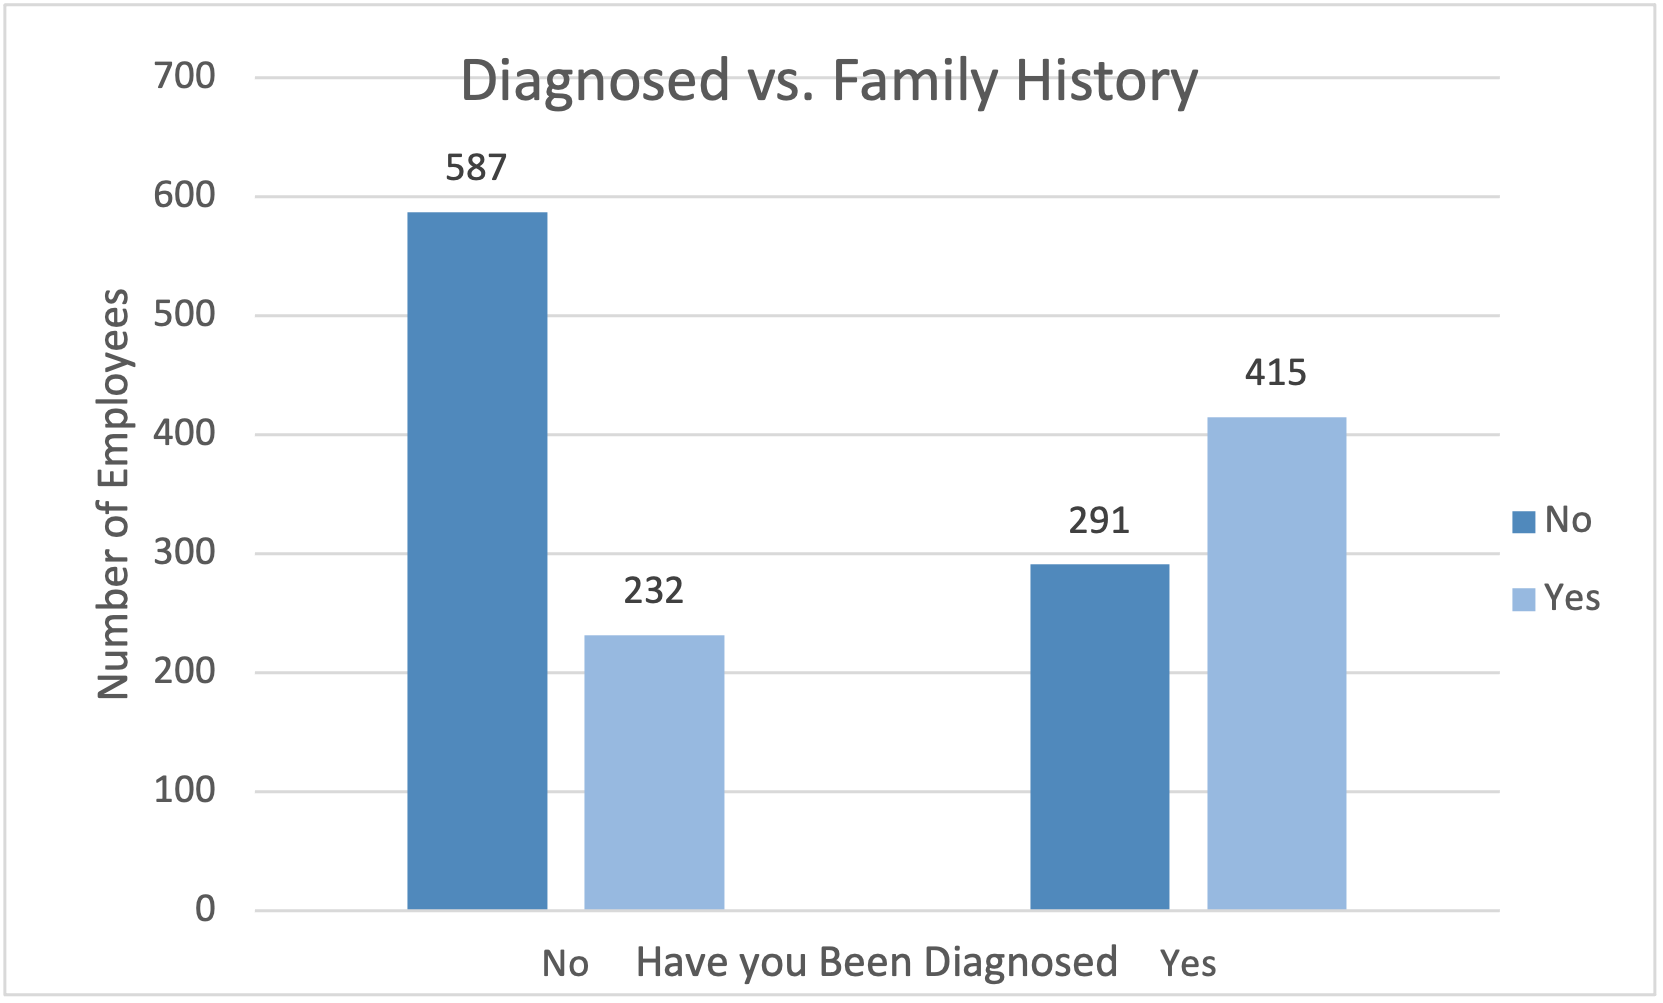 Diagnosed vs. Family History
700
600
500
400
300
200
100
0
Number of Employees
587
232
291
415
No
Yes
No Have you Been Diagnosed Yes